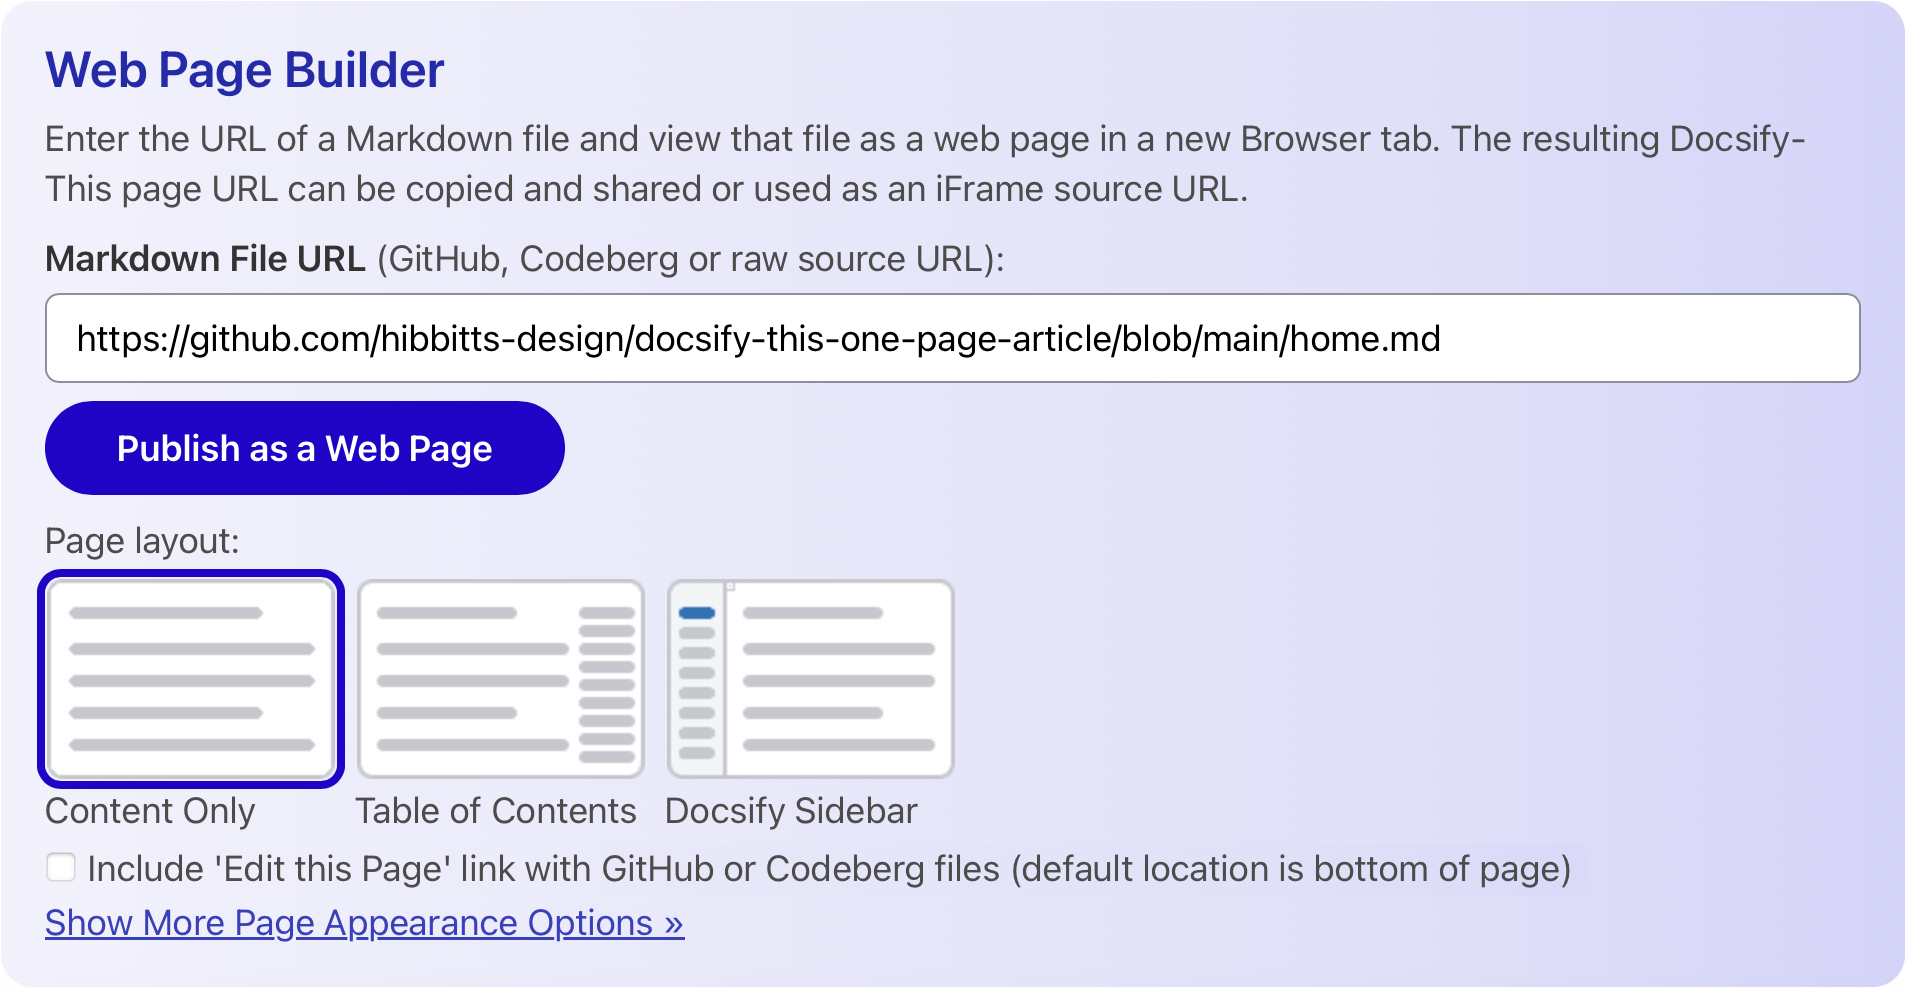 Web Page Builder
Enter the URL of a Markdown file and view that file as a web page in a new Browser tab. The resulting Docsify-
This page URL can be copied and shared or used as an iFrame source URL.
Markdown File URL (GitHub, Codeberg or raw source URL):
https://github.com/hibbitts-design/docsify-this-one-page-article/blob/main/home.md
Publish as a Web Page
Page layout:
Content Only
Table of Contents
Docsify Sidebar
Include 'Edit this Page' link with GitHub or Codeberg files (default location is bottom of page)
Show More Page Appearance Options »